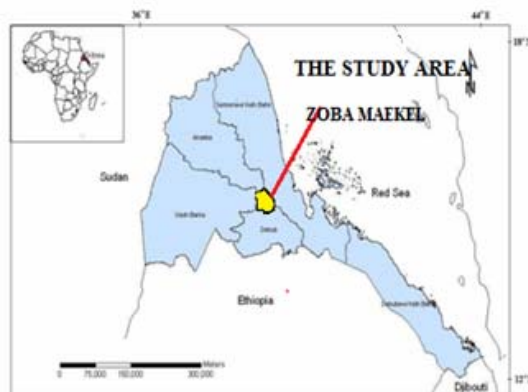 36°E
44°E
18°N
THE STUDY AREA
N
ZOBA MAEKEL
Anseba
Sudan
Red Sea
Gash Barka
Debub
Ethiopia
Meters
0 75,000 150,000 300,000
12°N
Djibouti